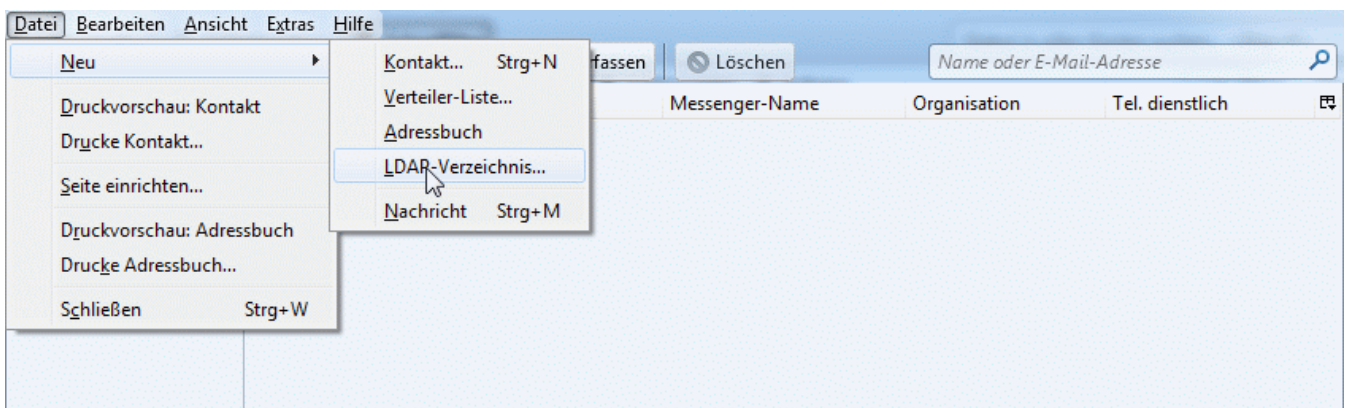 Datei Bearbeiten Ansicht Extras Hilfe
Neu
Druckvorschau: Kontakt
Drucke Kontakt...
Seite einrichten...
Druckvorschau: Adressbuch
Drucke Adressbuch...
Schließen Strg+W
Kontakt... Strg+N
Verteiler-Liste...
Adressbuch
LDAP-Verzeichnis...
Nachricht Strg+M
fassen Löschen Name oder E-Mail-Adresse
Messenger-Name Organisation Tel. dienstlich